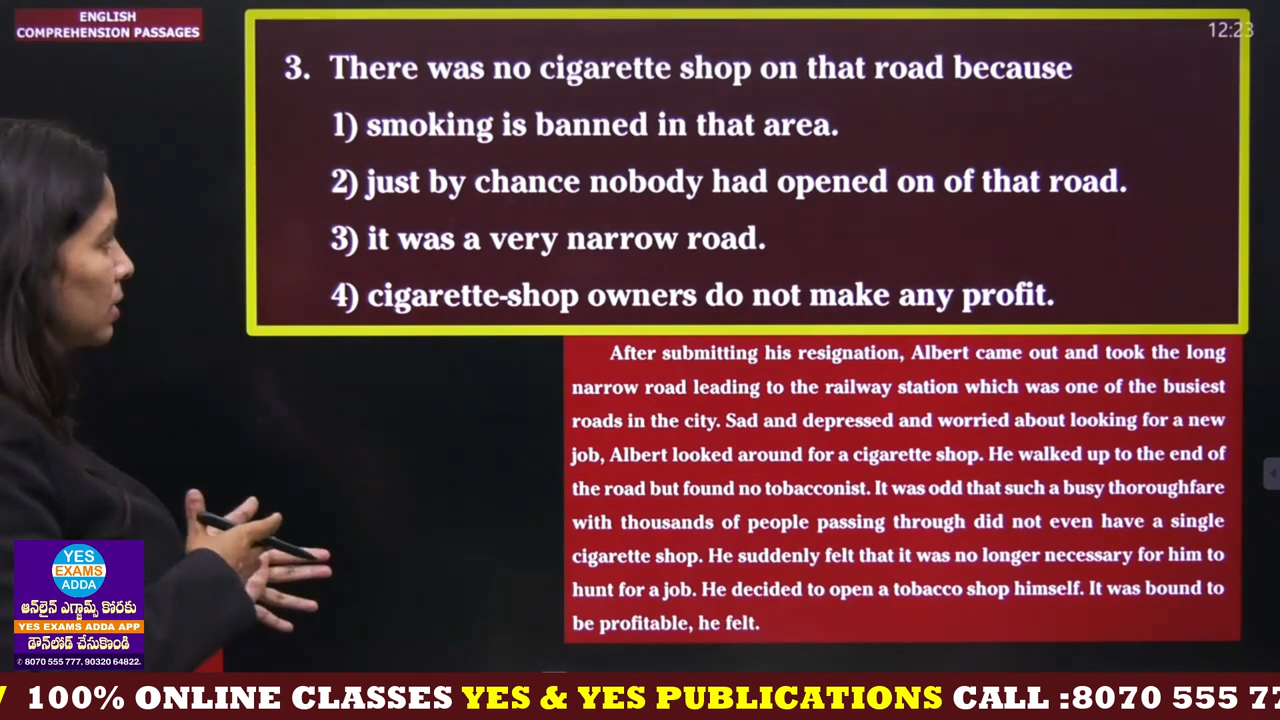 ENGLISH
COMPREHENSION PASSAGES
12:23
3. There was no cigarette shop on that road because
1) smoking is banned in that area.
2) just by chance nobody had opened on of that road.
3) it was a very narrow road.
4) cigarette-shop owners do not make any profit.
After submitting his resignation, Albert came out and took the long
narrow road leading to the railway station which was one of the busiest
roads in the city. Sad and depressed and worried about looking for a new
job, Albert looked around for a cigarette shop. He walked up to the end of
the road but found no tobacconist. It was odd that such a busy thoroughfare
with thousands of people passing through did not even have a single
cigarette shop. He suddenly felt that it was no longer necessary for him to
hunt for a job. He decided to open a tobacco shop himself. It was bound to
be profitable, he felt.
YES
EXAMS
ADDA
ఆన్‌లైన్ ఎగ్జామ్స్ కొరకు
YES EXAMS ADDA APP
డౌన్‌లోడ్ చేసుకొండి
8070 555 777, 90320 64822.
100% ONLINE CLASSES YES & YES PUBLICATIONS CALL :8070 555 77